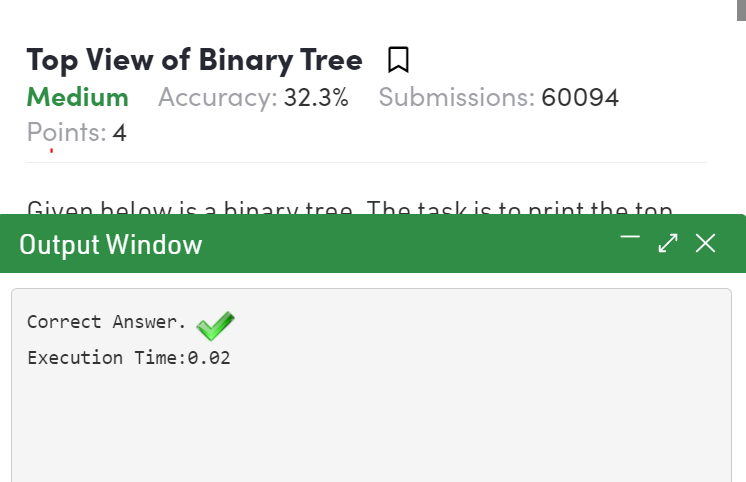 Top View of Binary Tree
Medium Accuracy: 32.3% Submissions: 60094
Points: 4
Given below is a binary tree. The task is to print the top
Output Window
Correct Answer.
Execution Time:0.02